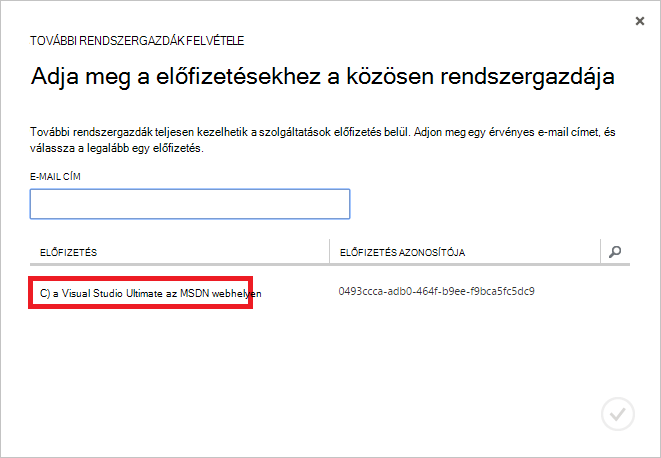 TOVÁBBI RENDSZERGAZDÁK FELVÉTELE
Adja meg a előfizetésekhez a közösen rendszergazdája
További rendszergazdák teljesen kezelhetik a szolgáltatások előfizetés belül. Adjon meg egy érvényes e-mail címet, és
válassza a legalább egy előfizetés.
E-MAIL CÍM
ELŐFIZETÉS ELŐFIZETÉS AZONOSÍTÓJA
C) a Visual Studio Ultimate az MSDN webhelyen 0493ccca-adb0-464f-b9ee-f9bca5fc5dc9